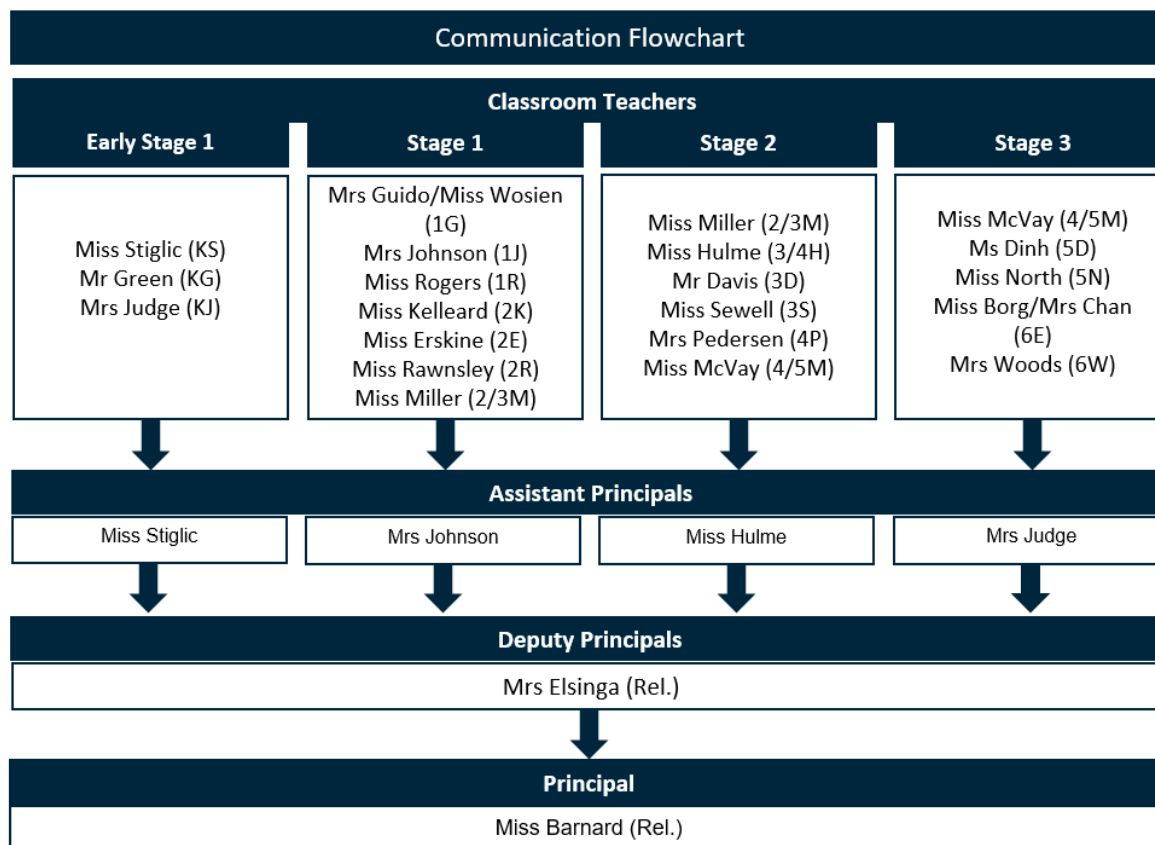 Communication Flowchart
Classroom Teachers
Early Stage 1
Stage 1
Stage 2
Stage 3
Miss Stiglic (KS)
Mr Green (KG)
Mrs Judge (KJ)
Mrs Guido/Miss Wosien
(1G)
Mrs Johnson (1J)
Miss Rogers (1R)
Miss Kelleard (2K)
Miss Erskine (2E)
Miss Rawnsley (2R)
Miss Miller (2/3M)
Miss Miller (2/3M)
Miss Hulme (3/4H)
Mr Davis (3D)
Miss Sewell (3S)
Mrs Pedersen (4P)
Miss McVay (4/5M)
Miss McVay (4/5M)
Ms Dinh (5D)
Miss North (5N)
Miss Borg/Mrs Chan
(6E)
Mrs Woods (6W)
Assistant Principals
Miss Stiglic
Mrs Johnson
Miss Hulme
Mrs Judge
Deputy Principals
Mrs Elsinga (Rel.)
Principal
Miss Barnard (Rel.)